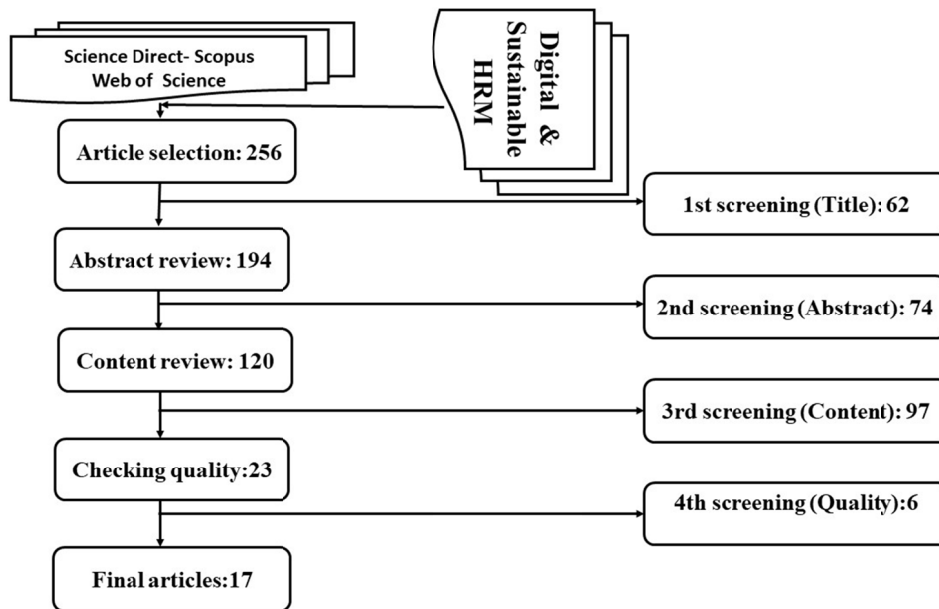 Science Direct- Scopus
Web of Science
Digital &
Sustainable
HRM
Article selection: 256
1st screening (Title): 62
Abstract review: 194
2nd screening (Abstract): 74
Content review: 120
3rd screening (Content): 97
Checking quality:23
4th screening (Quality): 6
Final articles:17